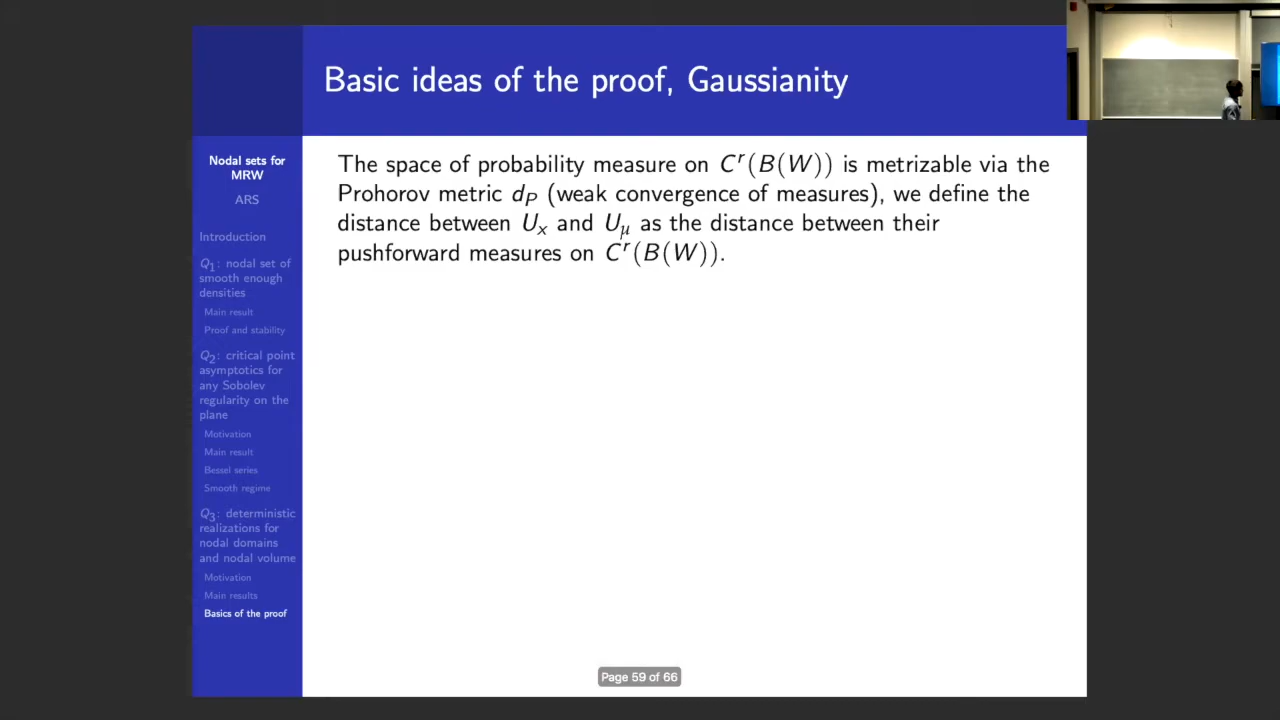 Basic ideas of the proof, Gaussianity
Nodal sets for
MRW
ARS
Introduction
Q1: nodal set of
smooth enough
densities
Main result
Proof and stability
Q2: critical point
asymptotics for
any Sobolev
regularity on the
plane
Motivation
Main result
Bessel series
Smooth regime
Q3: deterministic
realizations for
nodal domains
and nodal volume
Motivation
Main results
Basics of the proof
The space of probability measure on C^r(B(W)) is metrizable via the
Prohorov metric d_P (weak convergence of measures), we define the
distance between U_x and U_μ as the distance between their
pushforward measures on C^r(B(W)).
Page 59 of 66